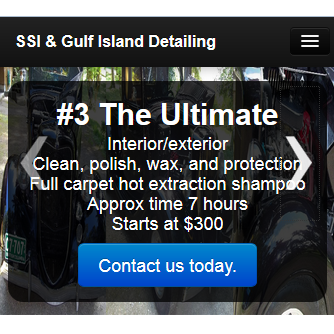 SSI & Gulf Island Detailing
#3 The Ultimate
Interior/exterior
Clean, polish, wax, and protection
Full carpet hot extraction shampoo
Approx time 7 hours
Starts at $300
Contact us today.